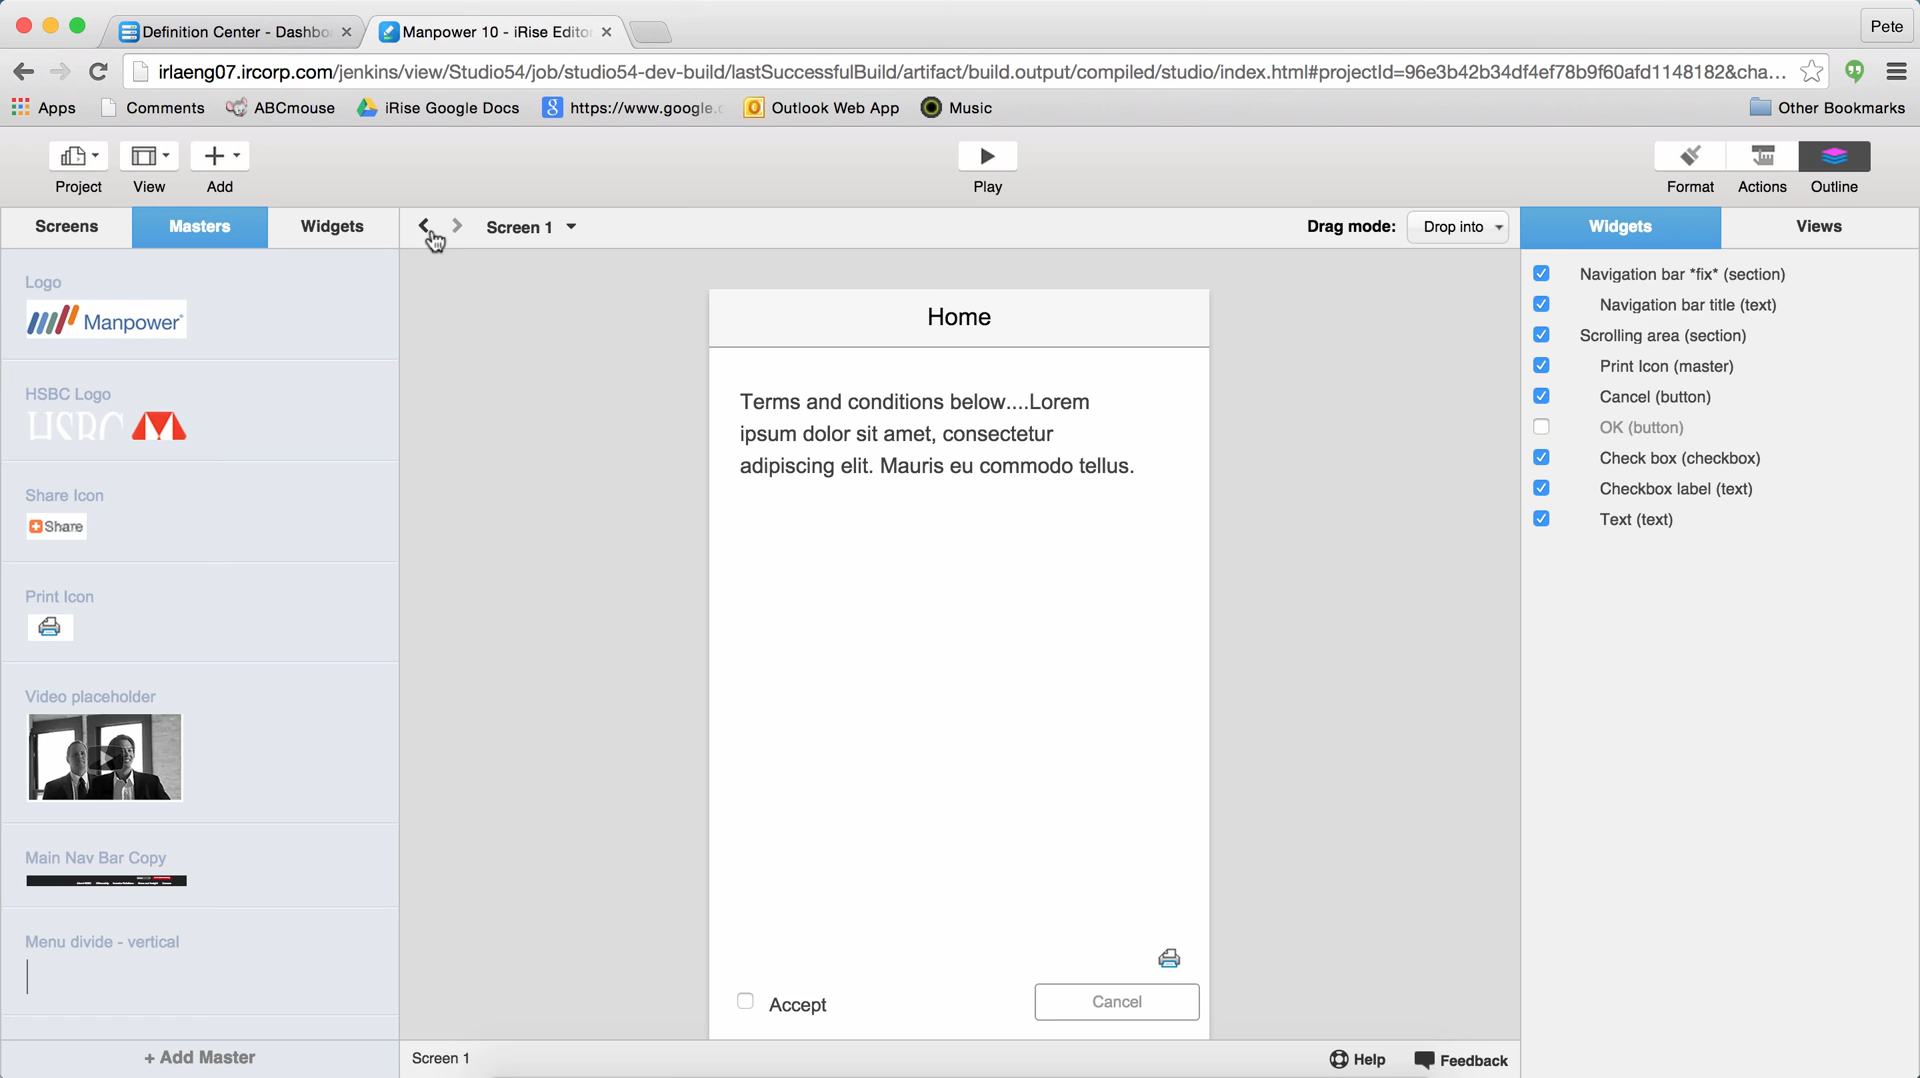 Definition Center - Dashbo
Manpower 10 - iRise Editor
Pete
irlaeng07.ircorp.com/jenkins/view/Studio54/job/studio54-dev-build/lastSuccessfulBuild/artifact/build.output/compiled/studio/index.html#projectId=96e3b42b34df4ef78b9f60afd1148182&cha...
Apps
Comments
ABCmouse
iRise Google Docs
https://www.google.c
Outlook Web App
Music
Other Bookmarks
Project
View
Add
Play
Format
Actions
Outline
Screens
Masters
Widgets
Screen 1
Drag mode:
Drop into
Widgets
Views
Logo
Manpower
HSBC Logo
HSBC
Share Icon
Share
Print Icon
Video placeholder
Main Nav Bar Copy
Menu divide - vertical
+ Add Master
Home
Terms and conditions below....Lorem
ipsum dolor sit amet, consectetur
adipiscing elit. Mauris eu commodo tellus.
Accept
Cancel
Navigation bar *fix* (section)
Navigation bar title (text)
Scrolling area (section)
Print Icon (master)
Cancel (button)
OK (button)
Check box (checkbox)
Checkbox label (text)
Text (text)
Screen 1
Help
Feedback